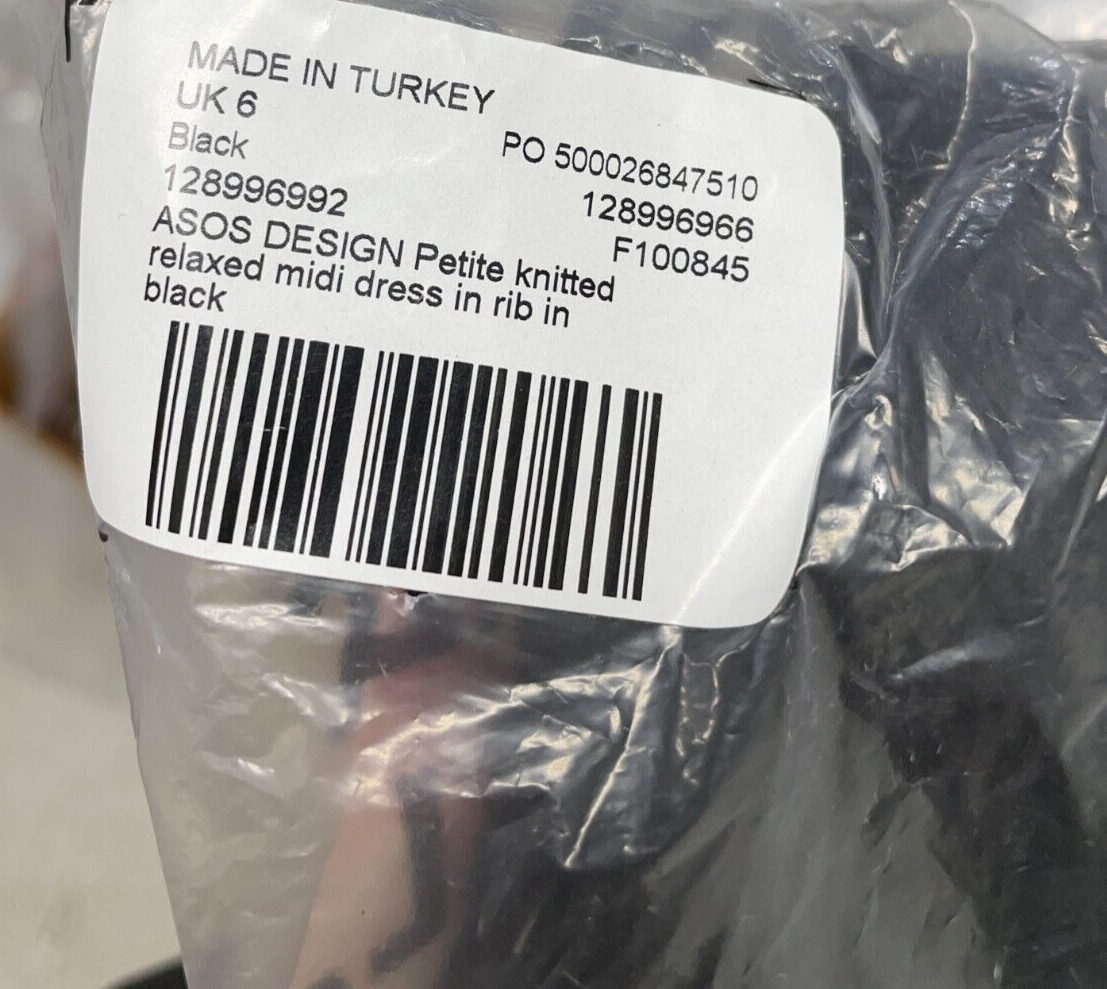 MADE IN TURKEY
UK 6
Black
PO 500026847510
128996992
128996966
F100845
ASOS DESIGN Petite knitted
relaxed midi dress in rib in
black